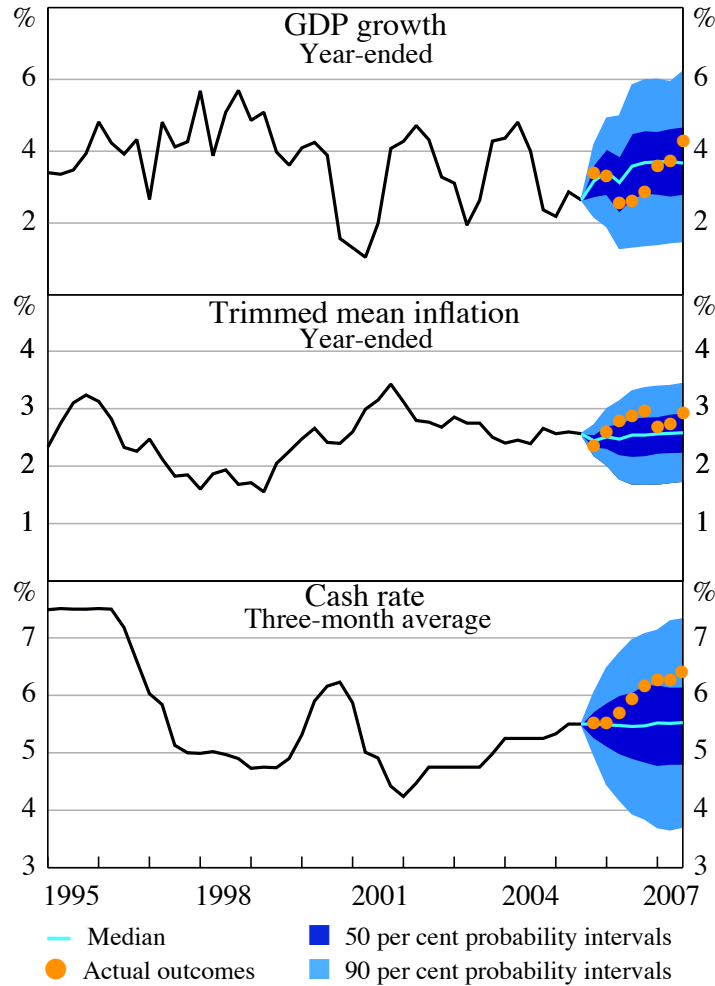 GDP growth
Year-ended
% %
6 6
4 4
2 2
Trimmed mean inflation
Year-ended
% %
4 4
3 3
2 2
1 1
Cash rate
Three-month average
% %
7 7
6 6
5 5
4 4
3 3
1995 1998 2001 2004 2007
Median 50 per cent probability intervals
Actual outcomes 90 per cent probability intervals